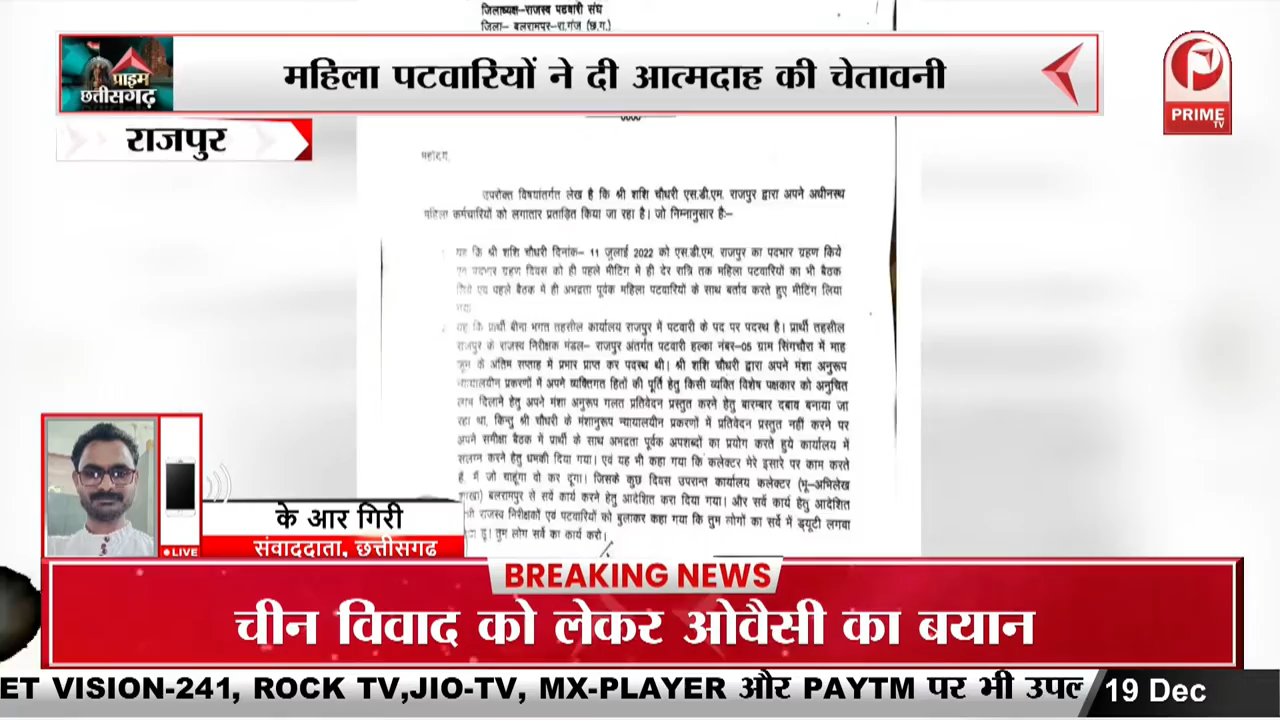 जिलाध्यक्ष-राजस्व पटवारी संघ
जिला- बलरामपुर-रा.गंज (छ.ग.)
प्राइम
छत्तीसगढ़
महिला पटवारियों ने दी आत्मदाह की चेतावनी
PRIME
TV
राजपुर
महोदय,
उपरोक्त विषयांतर्गत लेख है कि श्री शशि चौधरी एस.डी.एम. राजपुर द्वारा अपने अधीनस्थ
महिला कर्मचारियों को लगातार प्रताड़ित किया जा रहा है। जो निम्नानुसार है:-
यह कि श्री शशि चौधरी दिनांक- 11 जुलाई 2022 को एस.डी.एम. राजपुर का पदभार ग्रहण किये
पदभार ग्रहण दिवस को ही पहले मीटिग मे ही देर रात्रि तक महिला पटवारियों का भी बैठक
लिये एव पहले बैठक में ही अभद्रता पूर्वक महिला पटवारियों के साथ बर्ताव करते हुए मीटिंग लिया
गया
यह कि प्रार्थी बीना भगत तहसील कार्यालय राजपुर में पटवारी के पद पर पदस्थ है। प्रार्थी तहसील
राजपुर के राजस्व निरीक्षक मंडल- राजपुर अंतर्गत पटवारी हल्का नंबर-05 ग्राम सिंगचौरा में माह
जून के अंतिम सप्ताह में प्रभार प्राप्त कर पदस्थ थी। श्री शशि चौधरी द्वारा अपने मंशा अनुरूप
न्यायालयीन प्रकरणों में अपने व्यक्तिगत हितों की पूर्ति हेतु किसी व्यक्ति विशेष पक्षकार को अनुचित
लाभ दिलाने हेतु अपने मंशा अनुरूप गलत प्रतिवेदन प्रस्तुत करने हेतु बारम्बार दबाव बनाया जा
रहा था, किन्तु श्री चौधरी के मंशानुरूप न्यायालयीन प्रकरणों में प्रतिवेदन प्रस्तुत नहीं करने पर
अपने समीक्षा बैठक में प्रार्थी के साथ अभद्रता पूर्वक अपशब्दों का प्रयोग करते हुये कार्यालय में
सलग्न करने हेतु धमकी दिया गया। एवं यह भी कहा गया कि कलेक्टर मेरे इसारे पर काम करते
है, मैं जो चाहूंगा वो कर दूंगा। जिसके कुछ दिवस उपरान्त कार्यालय कलेक्टर (भू-अभिलेख
शाखा) बलरामपुर से सर्वे कार्य करने हेतु आदेशित करा दिया गया। और सर्वे कार्य हेतु आदेशित
राजस्व निरीक्षकों एवं पटवारियों को बुलाकर कहा गया कि तुम लोगों का सर्वे में ड्यूटी लगवा
दूं। तुम लोग सर्वे का कार्य करो।
LIVE
के आर गिरी
संवाददाता, छत्तीसगढ
BREAKING NEWS
चीन विवाद को लेकर ओवैसी का बयान
ET VISION-241, ROCK TV,JIO-TV, MX-PLAYER और PAYTM पर भी
19 Dec